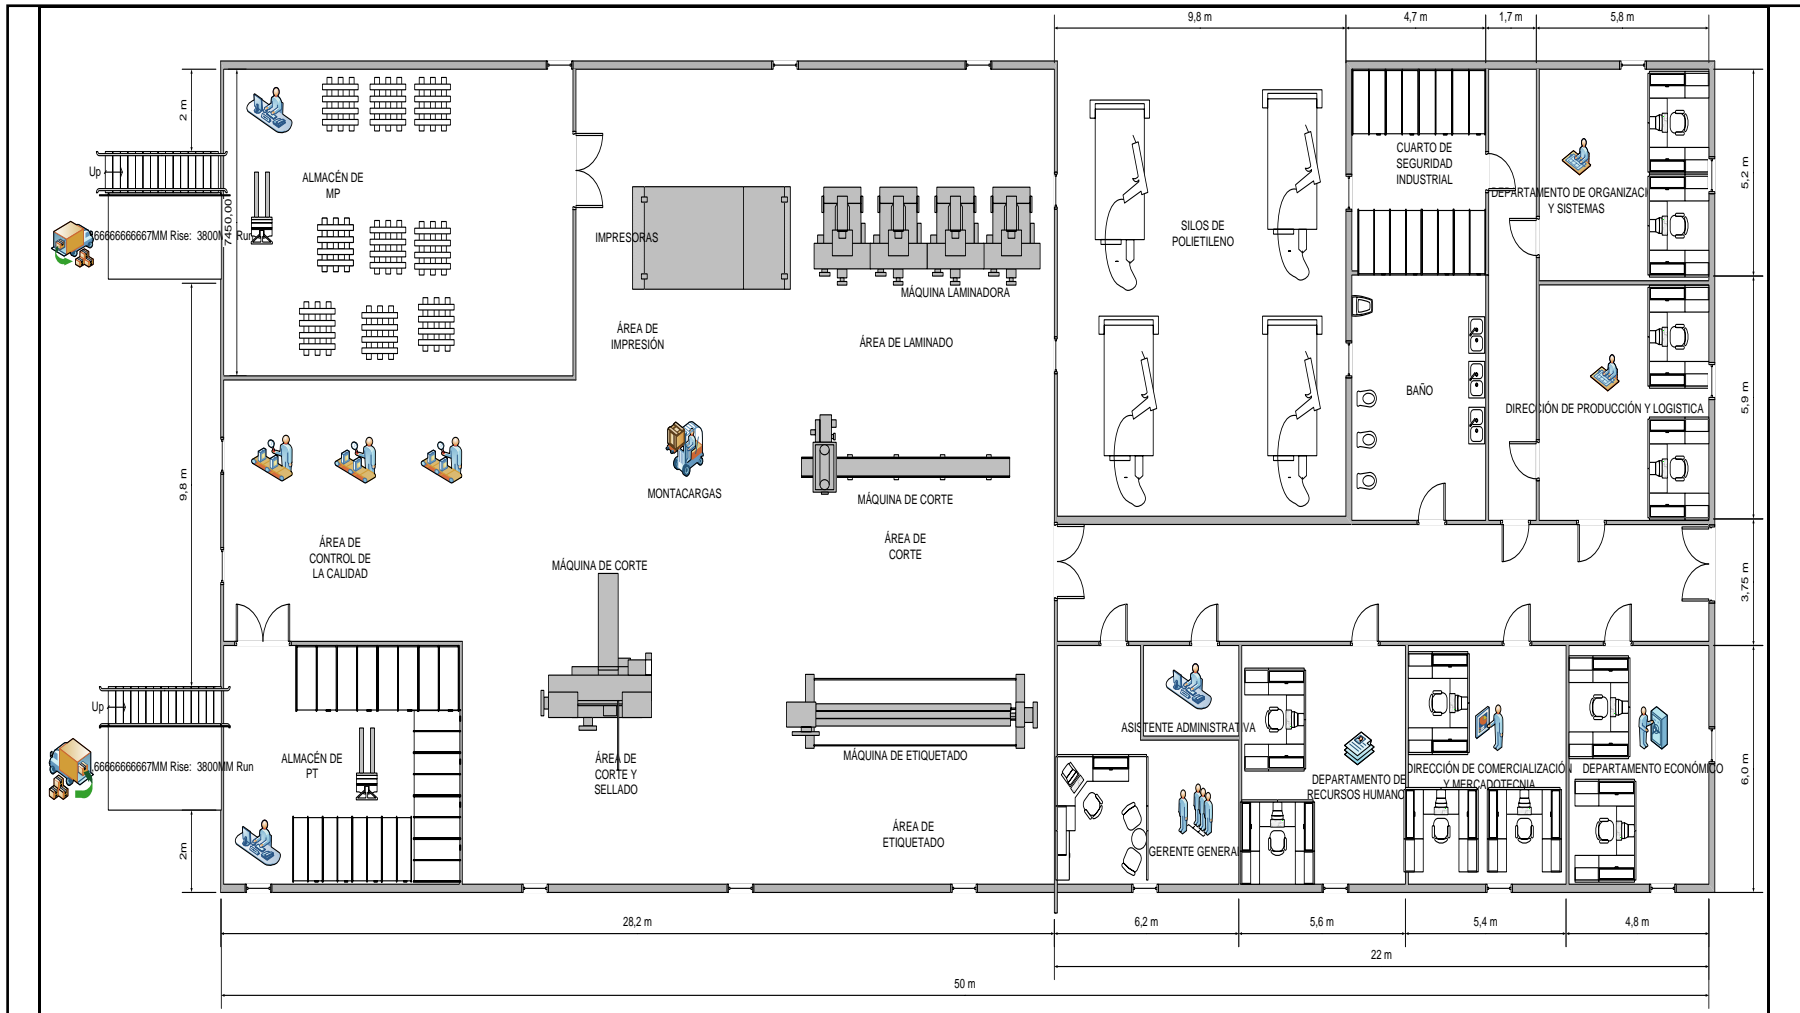 9,8 m
4,7 m
1,7 m
5,8 m
2 m
Up
66666666667MM Rise: 3800MM Run
7450,00
ALMACÉN DE
MP
IMPRESORAS
ÁREA DE
IMPRESIÓN
MÁQUINA LAMINADORA
ÁREA DE LAMINADO
SILOS DE
POLIETILENO
CUARTO DE
SEGURIDAD
INDUSTRIAL
DEPARTAMENTO DE ORGANIZACI
Y SISTEMAS
5,2 m
BAÑO
DIRECCIÓN DE PRODUCCIÓN Y LOGISTICA
5,9 m
9,8 m
MONTACARGAS
MÁQUINA DE CORTE
ÁREA DE
CORTE
ÁREA DE
CONTROL DE
LA CALIDAD
MÁQUINA DE CORTE
3,75 m
Up
66666666667MM Rise: 3800MM Run
ALMACÉN DE
PT
ÁREA DE
CORTE Y
SELLADO
MÁQUINA DE ETIQUETADO
ÁREA DE
ETIQUETADO
ASISTENTE ADMINISTRATIVA
GERENTE GENERAL
DEPARTAMENTO DE
RECURSOS HUMANO
DIRECCIÓN DE COMERCIALIZACIÓN
Y MERCADOTECNIA
DEPARTAMENTO ECONÓMICO
6,0 m
2m
28,2 m
6,2 m
5,6 m
5,4 m
4,8 m
22 m
50 m